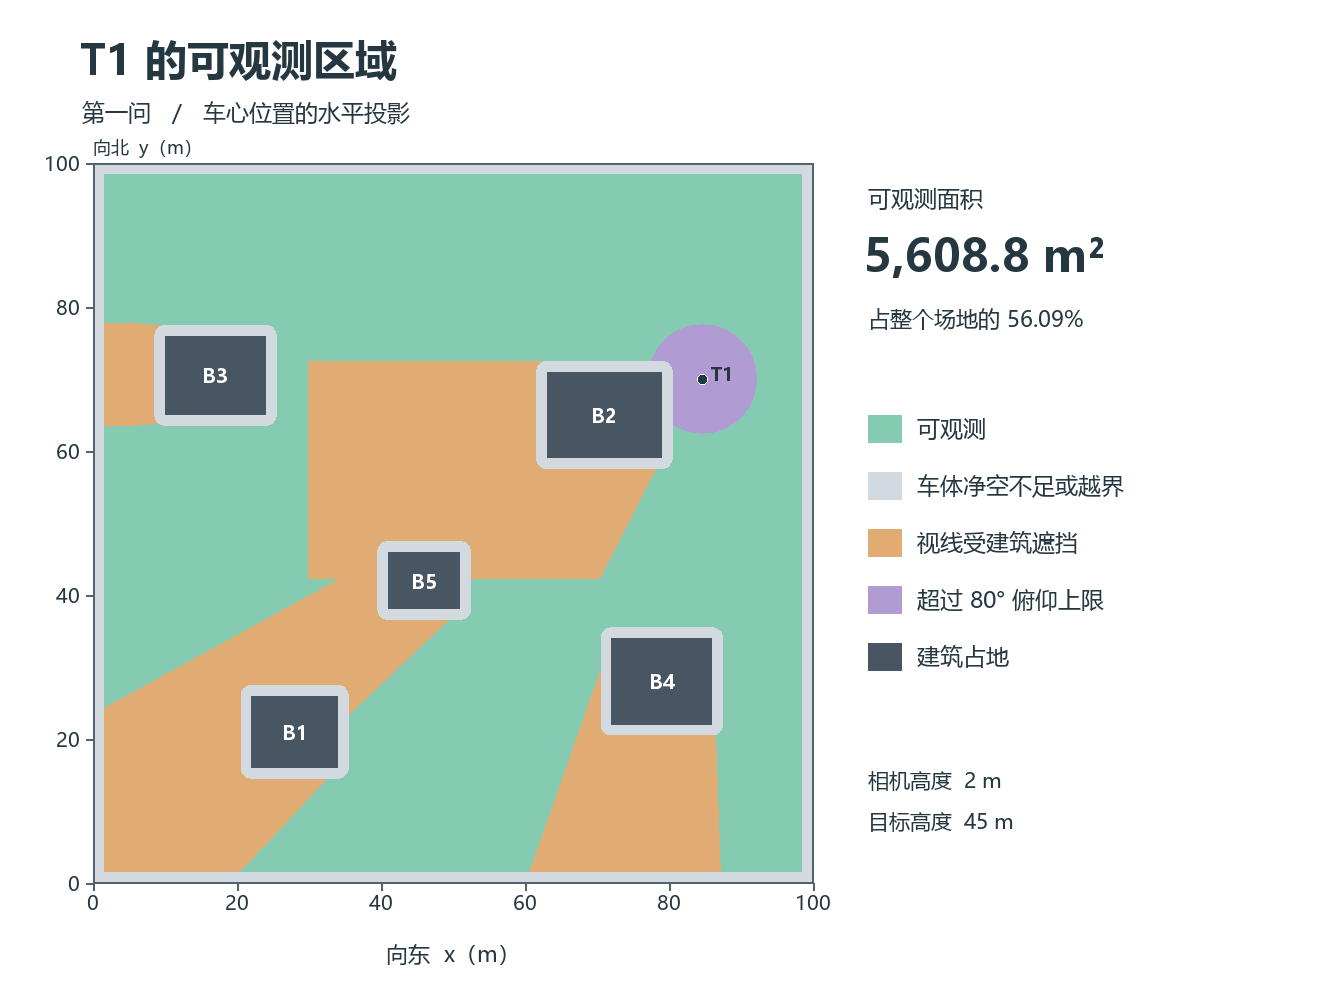 T1 的可观测区域
第一问 / 车心位置的水平投影
向北 y（m）
100
80
60
40
20
0
0 20 40 60 80 100
向东 x（m）
B3
B2
T1
B5
B4
B1
可观测面积
5,608.8 m²
占整个场地的 56.09%
可观测
车体净空不足或越界
视线受建筑遮挡
超过 80° 俯仰上限
建筑占地
相机高度 2 m
目标高度 45 m